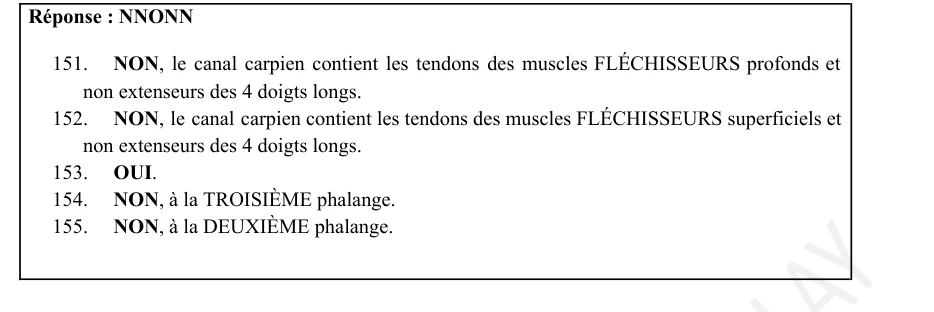 Réponse : NNONN
151. NON, le canal carpien contient les tendons des muscles FLÉCHISSEURS profonds et
non extenseurs des 4 doigts longs.
152. NON, le canal carpien contient les tendons des muscles FLÉCHISSEURS superficiels et
non extenseurs des 4 doigts longs.
153. OUI.
154. NON, à la TROISIÈME phalange.
155. NON, à la DEUXIÈME phalange.